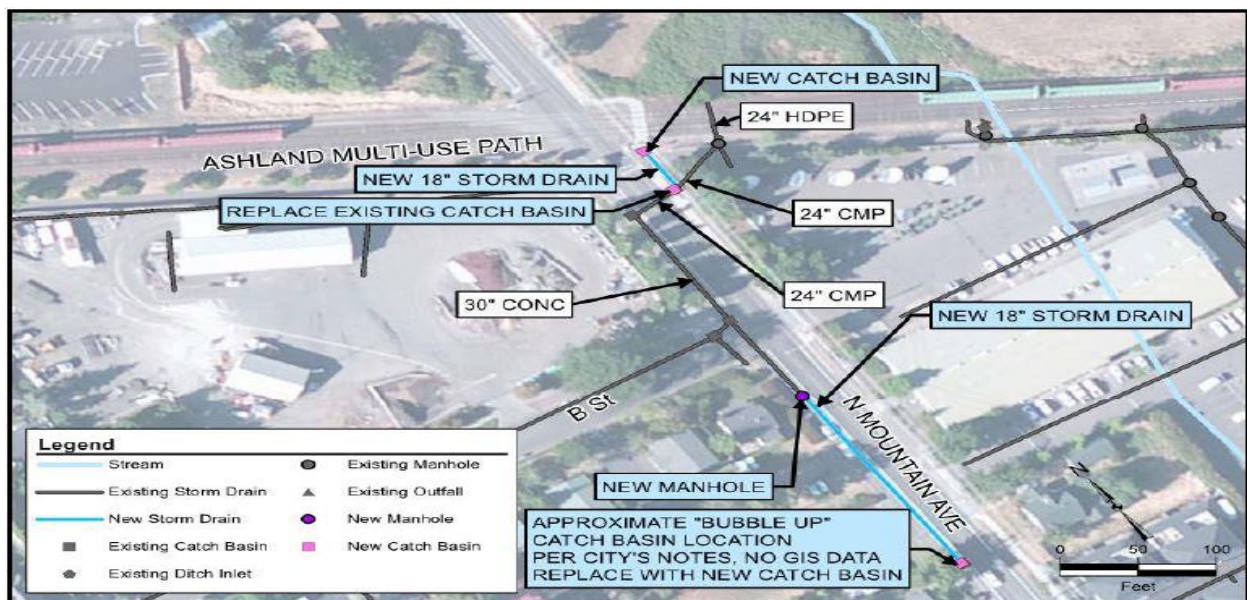 NEW CATCH BASIN
24" HDPE
ASHLAND MULTI-USE PATH
NEW 18" STORM DRAIN
REPLACE EXISTING CATCH BASIN
24" CMP
30" CONC
24" CMP
NEW 18" STORM DRAIN
B St
N MOUNTAIN AVE
NEW MANHOLE
APPROXIMATE "BUBBLE UP"
CATCH BASIN LOCATION
PER CITY'S NOTES, NO GIS DATA
REPLACE WITH NEW CATCH BASIN
Legend
Stream
Existing Storm Drain
New Storm Drain
Existing Catch Basin
Existing Ditch Inlet
Existing Manhole
Existing Outfall
New Manhole
New Catch Basin
N
0 50 100
Feet